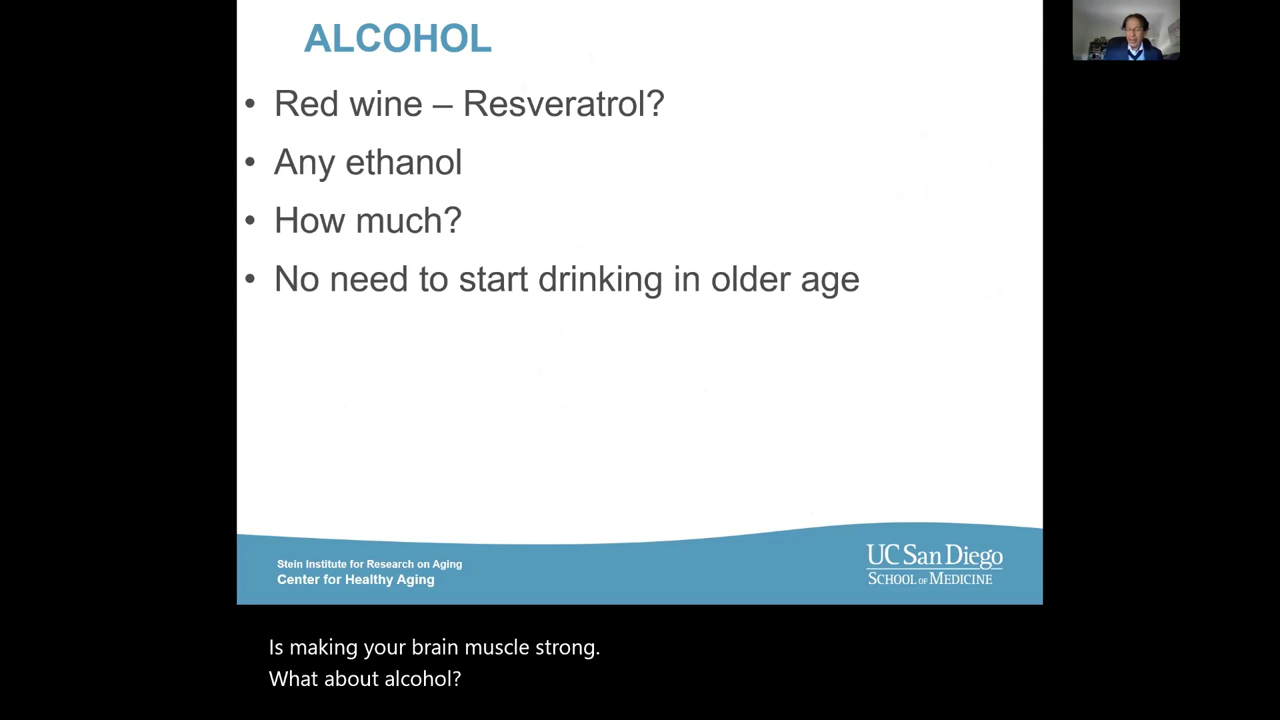 ALCOHOL
• Red wine – Resveratrol?
• Any ethanol
• How much?
• No need to start drinking in older age
Stein Institute for Research on Aging
Center for Healthy Aging
UC San Diego
SCHOOL OF MEDICINE
Is making your brain muscle strong.
What about alcohol?